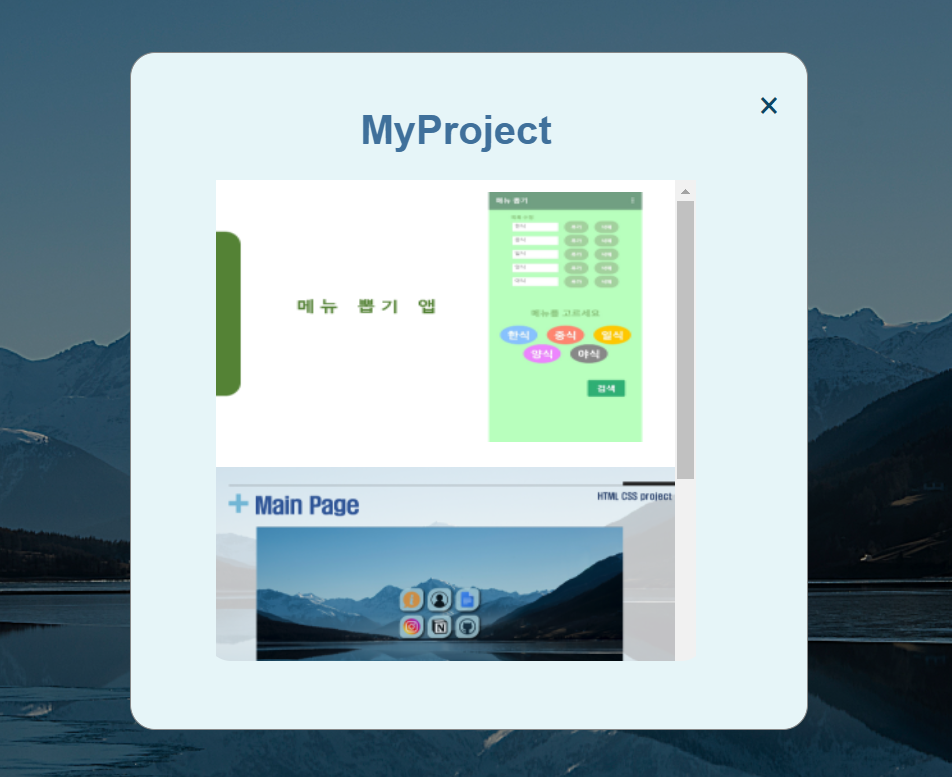 MyProject
×
메뉴 뽑기
메뉴 뽑기 앱
메뉴를 고르세요
한식 중식 일식
양식 야식
검색
+ Main Page
HTML CSS project